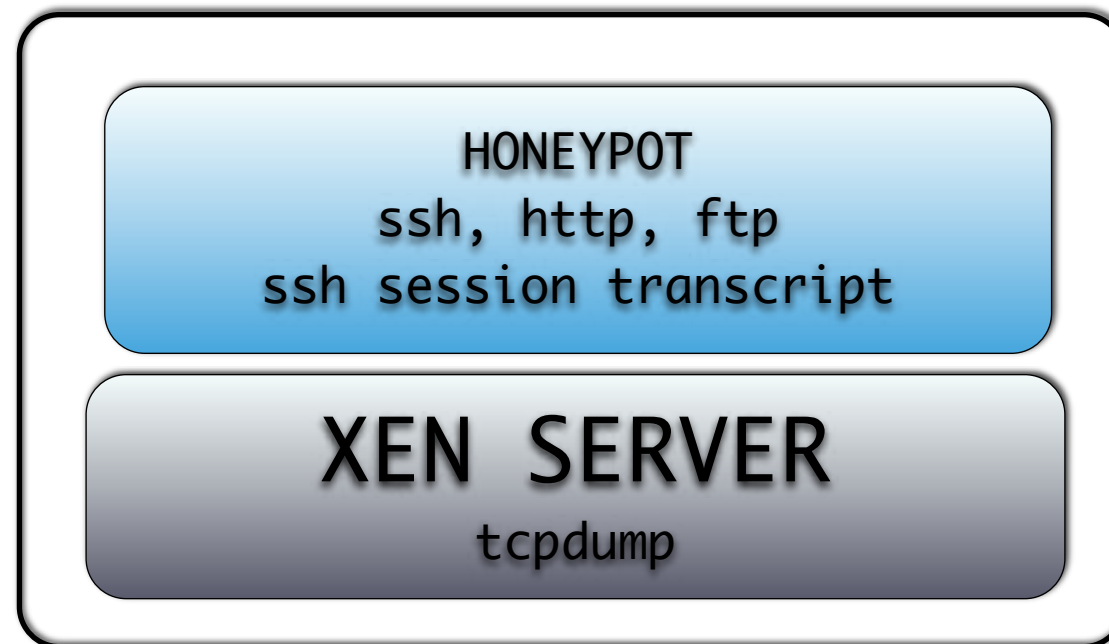 HONEYPOT
ssh, http, ftp
ssh session transcript
XEN SERVER
tcpdump